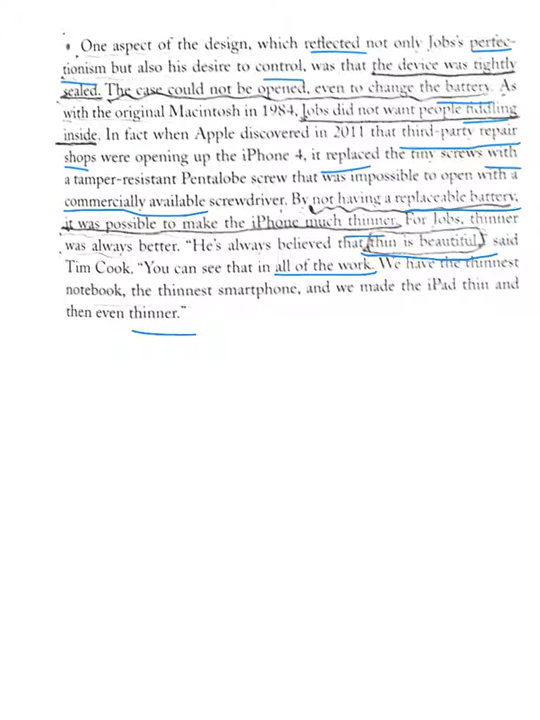 One aspect of the design, which reflected not only Jobs's perfec-
tionism but also his desire to control, was that the device was tightly
sealed. The case could not be opened, even to change the battery. As
with the original Macintosh in 1984, Jobs did not want people fiddling
inside. In fact when Apple discovered in 2011 that third-party repair
shops were opening up the iPhone 4, it replaced the tiny screws with
a tamper-resistant Pentalobe screw that was impossible to open with a
commercially available screwdriver. By not having a replaceable battery,
it was possible to make the iPhone much thinner. For Jobs, thinner
was always better. “He's always believed that thin is beautiful,” said
Tim Cook. “You can see that in all of the work. We have the thinnest
notebook, the thinnest smartphone, and we made the iPad thin and
then even thinner.”